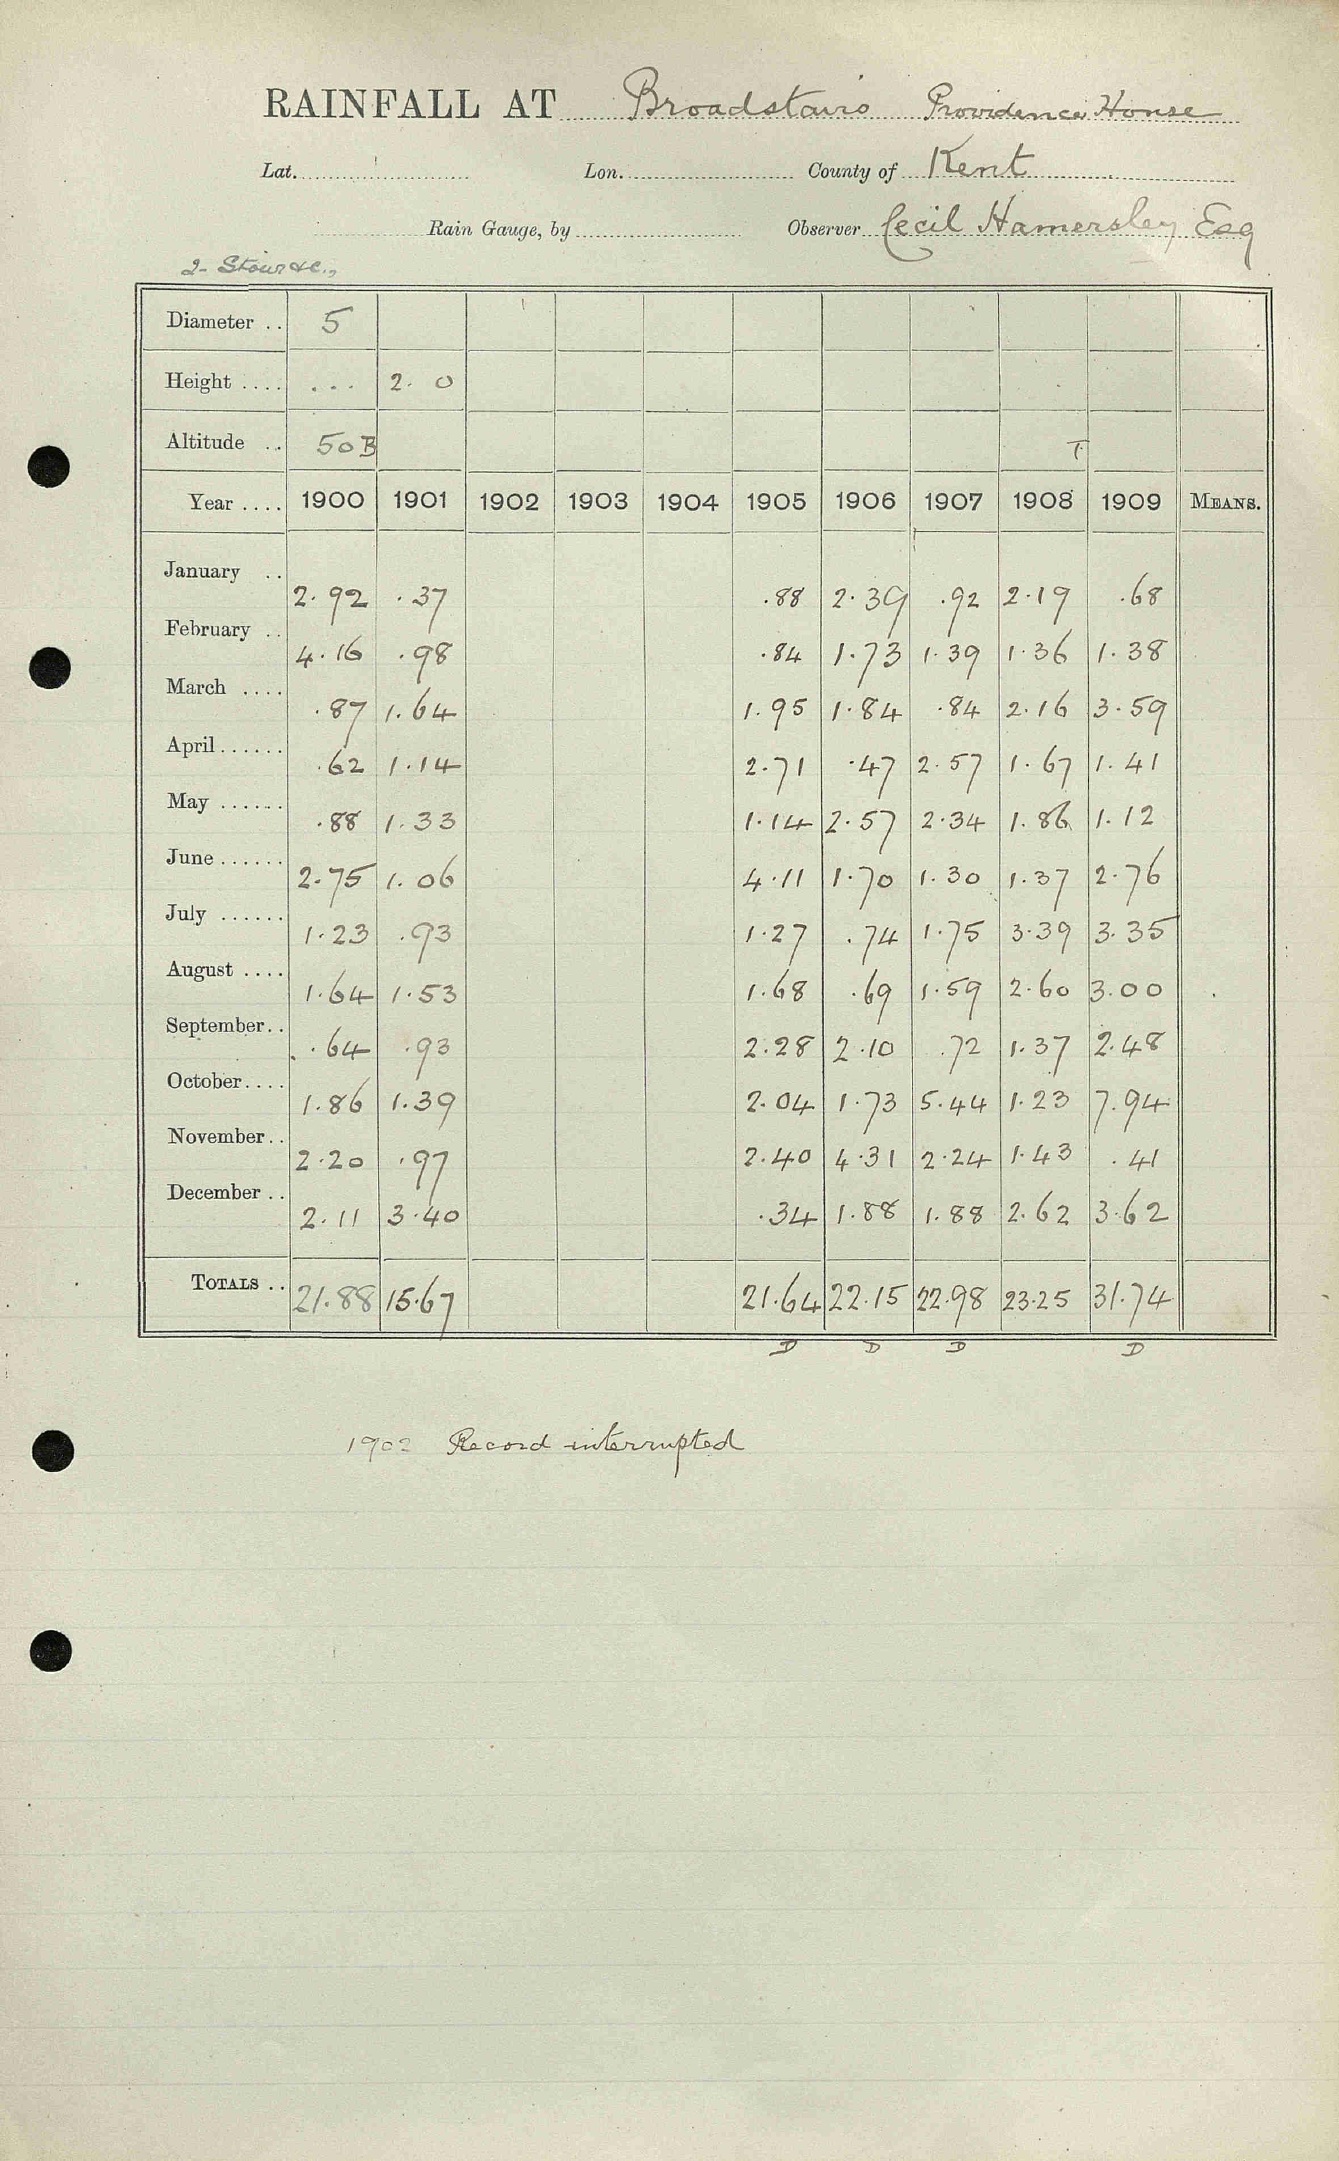 RAINFALL AT Broadstairs Providence House
Lat. Lon. County of Kent
Rain Gauge, by Observer Cecil Hamersley Esq
2- Stour &c.,
Diameter .. 5
Height .... ... 2. 0
Altitude .. 50 B T
Year .... 1900 1901 1902 1903 1904 1905 1906 1907 1908 1909 MEANS.
January .. 2.92 .37 .88 2.39 .92 2.19 .68
February .. 4.16 .98 .84 1.73 1.39 1.36 1.38
March .... .87 1.64 1.95 1.84 .84 2.16 3.59
April ...... .62 1.14 2.71 .47 2.57 1.67 1.41
May ...... .88 1.33 1.14 2.57 2.34 1.86 1.12
June ...... 2.75 1.06 4.11 1.70 1.30 1.37 2.76
July ...... 1.23 .93 1.27 .74 1.75 3.39 3.35
August .... 1.64 1.53 1.68 .69 1.59 2.60 3.00
September.. .64 .93 2.28 2.10 .72 1.37 2.48
October.... 1.86 1.39 2.04 1.73 5.44 1.23 7.94
November.. 2.20 .97 2.40 4.31 2.24 1.43 .41
December .. 2.11 3.40 .34 1.88 1.88 2.62 3.62
TOTALS .. 21.88 15.67 21.64 22.15 22.98 23.25 31.74
D D D D
1902 Record interrupted